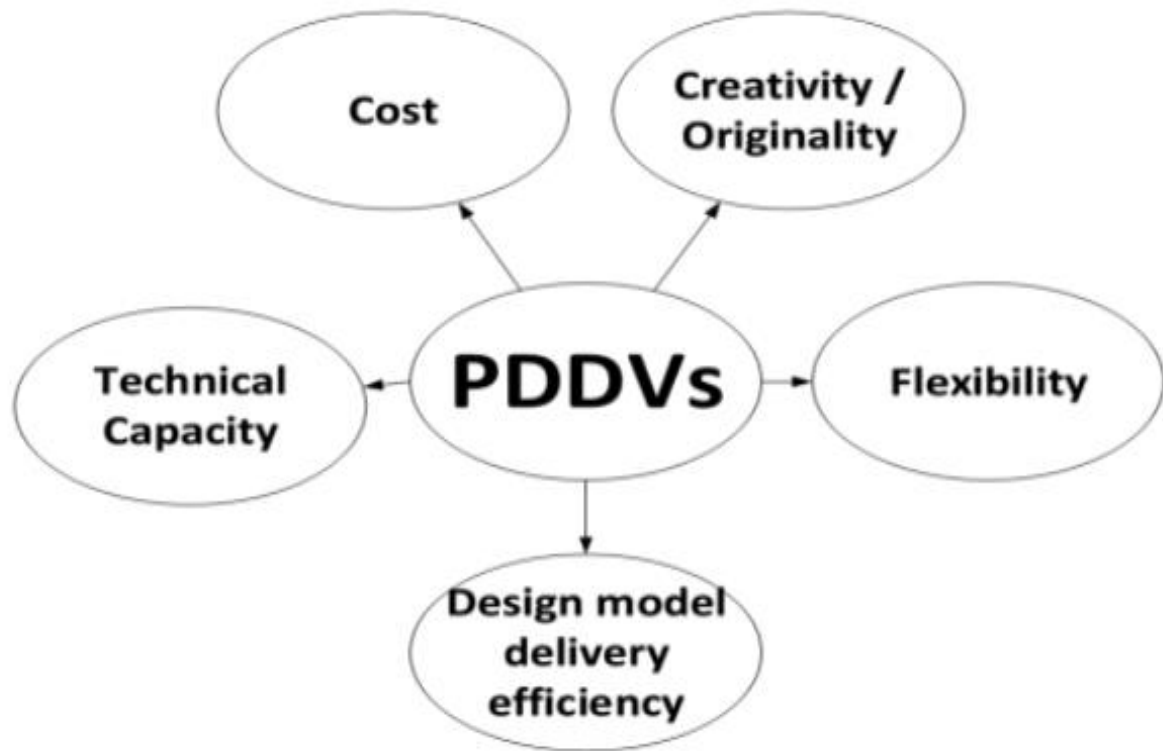 Cost
Creativity /
Originality
Technical
Capacity
PDDVs
Flexibility
Design model
delivery
efficiency